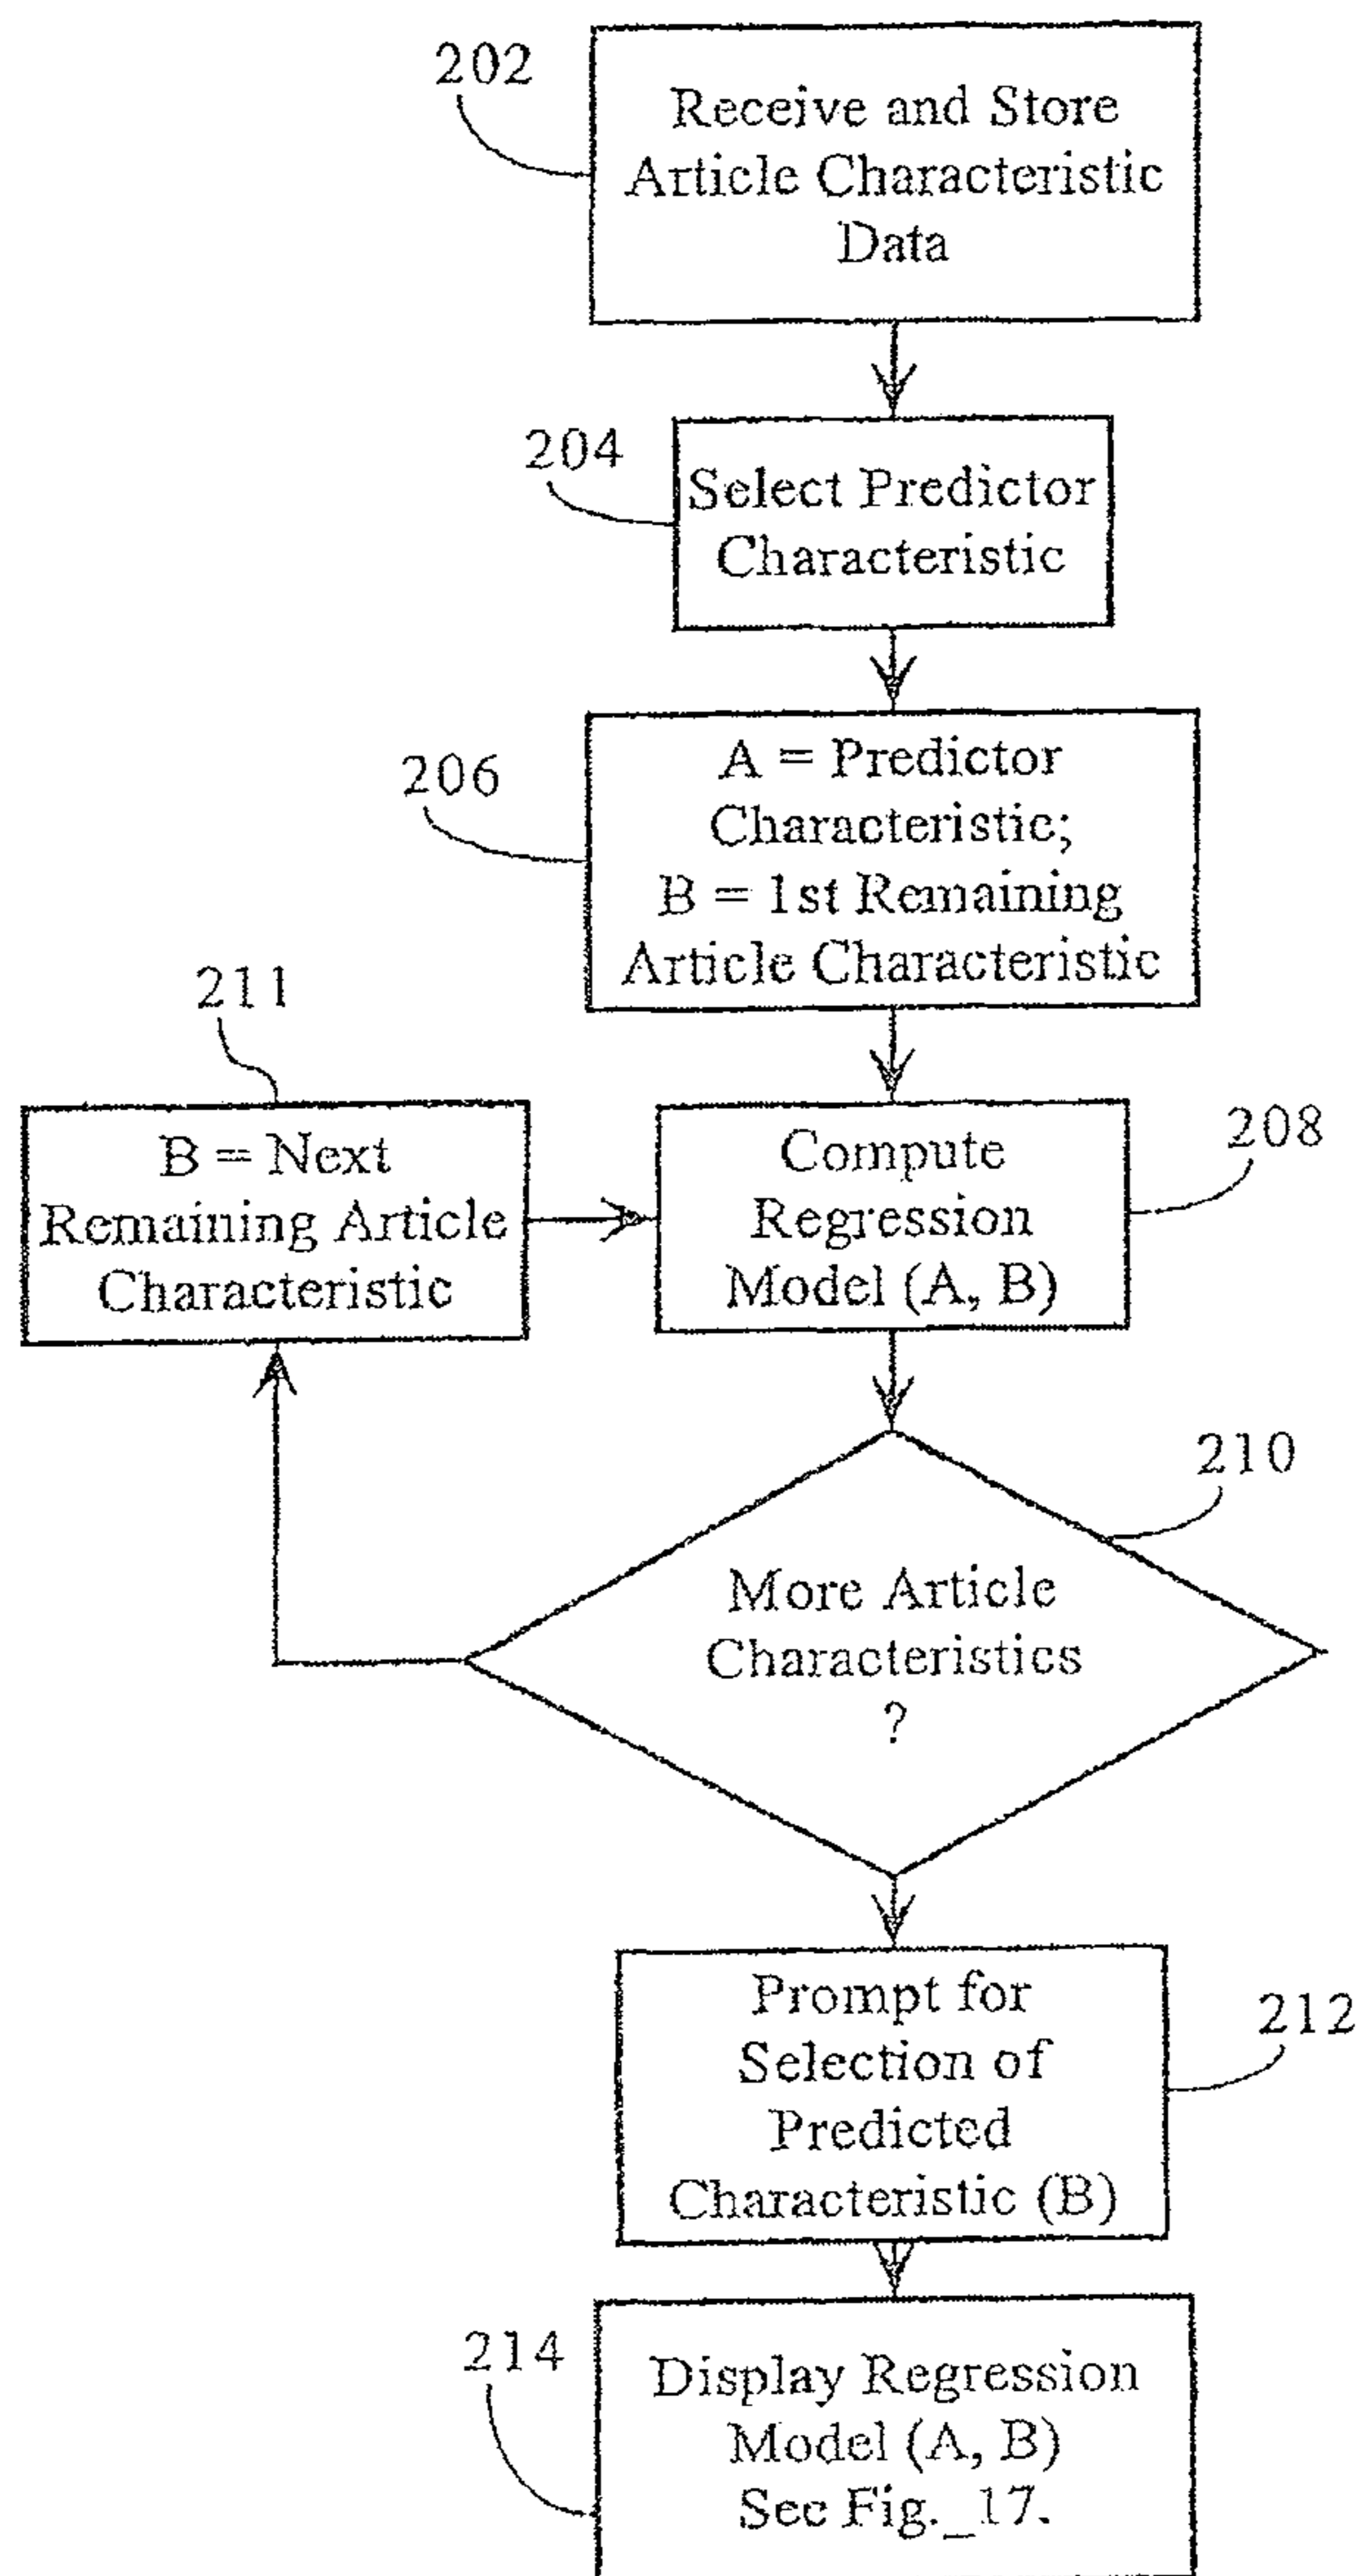 202
Receive and Store
Article Characteristic
Data
204
Select Predictor
Characteristic
206
A = Predictor
Characteristic;
B = 1st Remaining
Article Characteristic
211
B = Next
Remaining Article
Characteristic
Compute
Regression
Model (A, B)
208
210
More Article
Characteristics
?
Prompt for
Selection of
Predicted
Characteristic (B)
212
214
Display Regression
Model (A, B)
See Fig._17.